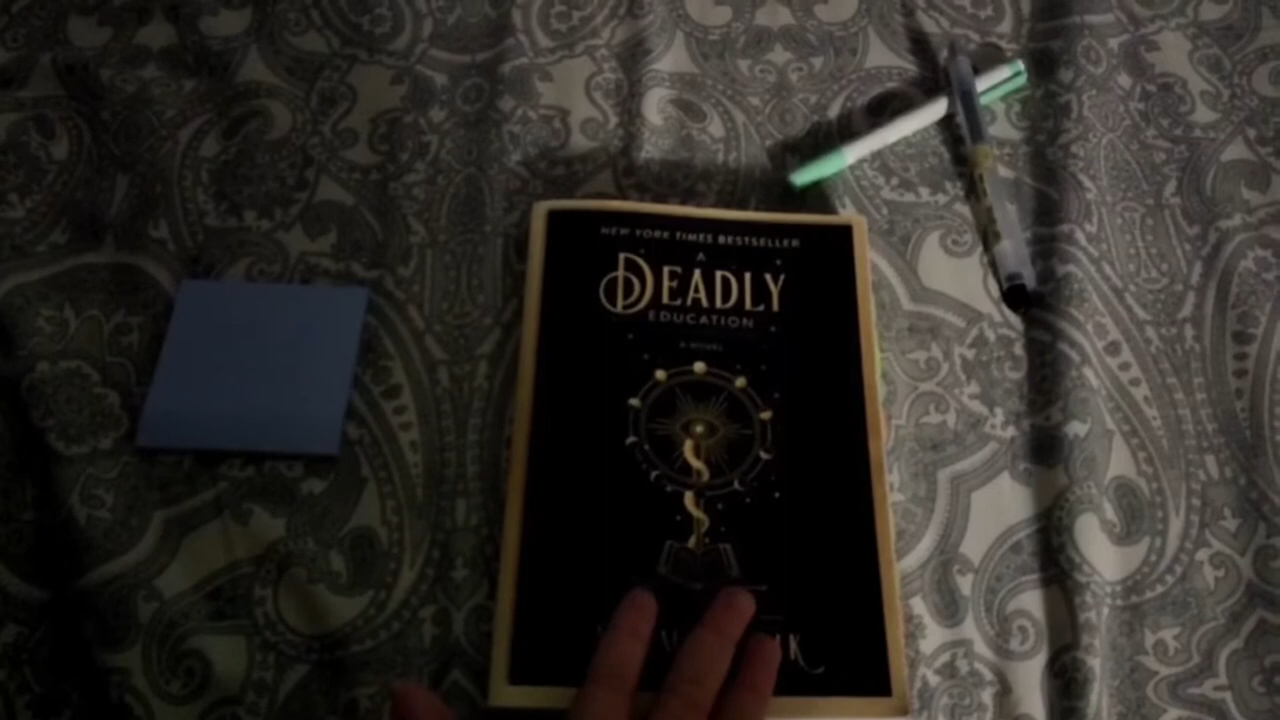 NEW YORK TIMES BESTSELLER
A
DEADLY
EDUCATION
A NOVEL